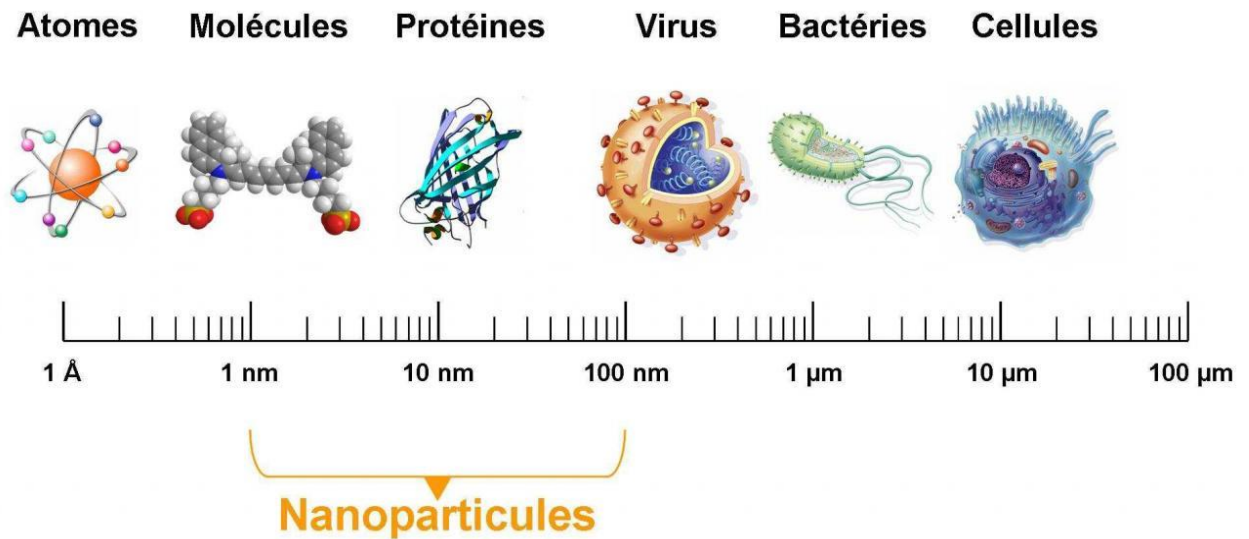 Atomes Molécules Protéines Virus Bactéries Cellules
1 Å 1 nm 10 nm 100 nm 1 µm 10 µm 100 µm
Nanoparticules